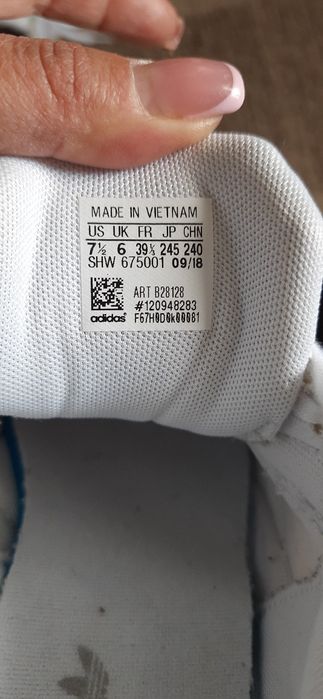 MADE IN VIETNAM
US UK FR JP CHN
7½ 6 39⅓ 245 240
SHW 675001 09/18
ART B28128
#120948283
adidas F67H0D0k00081